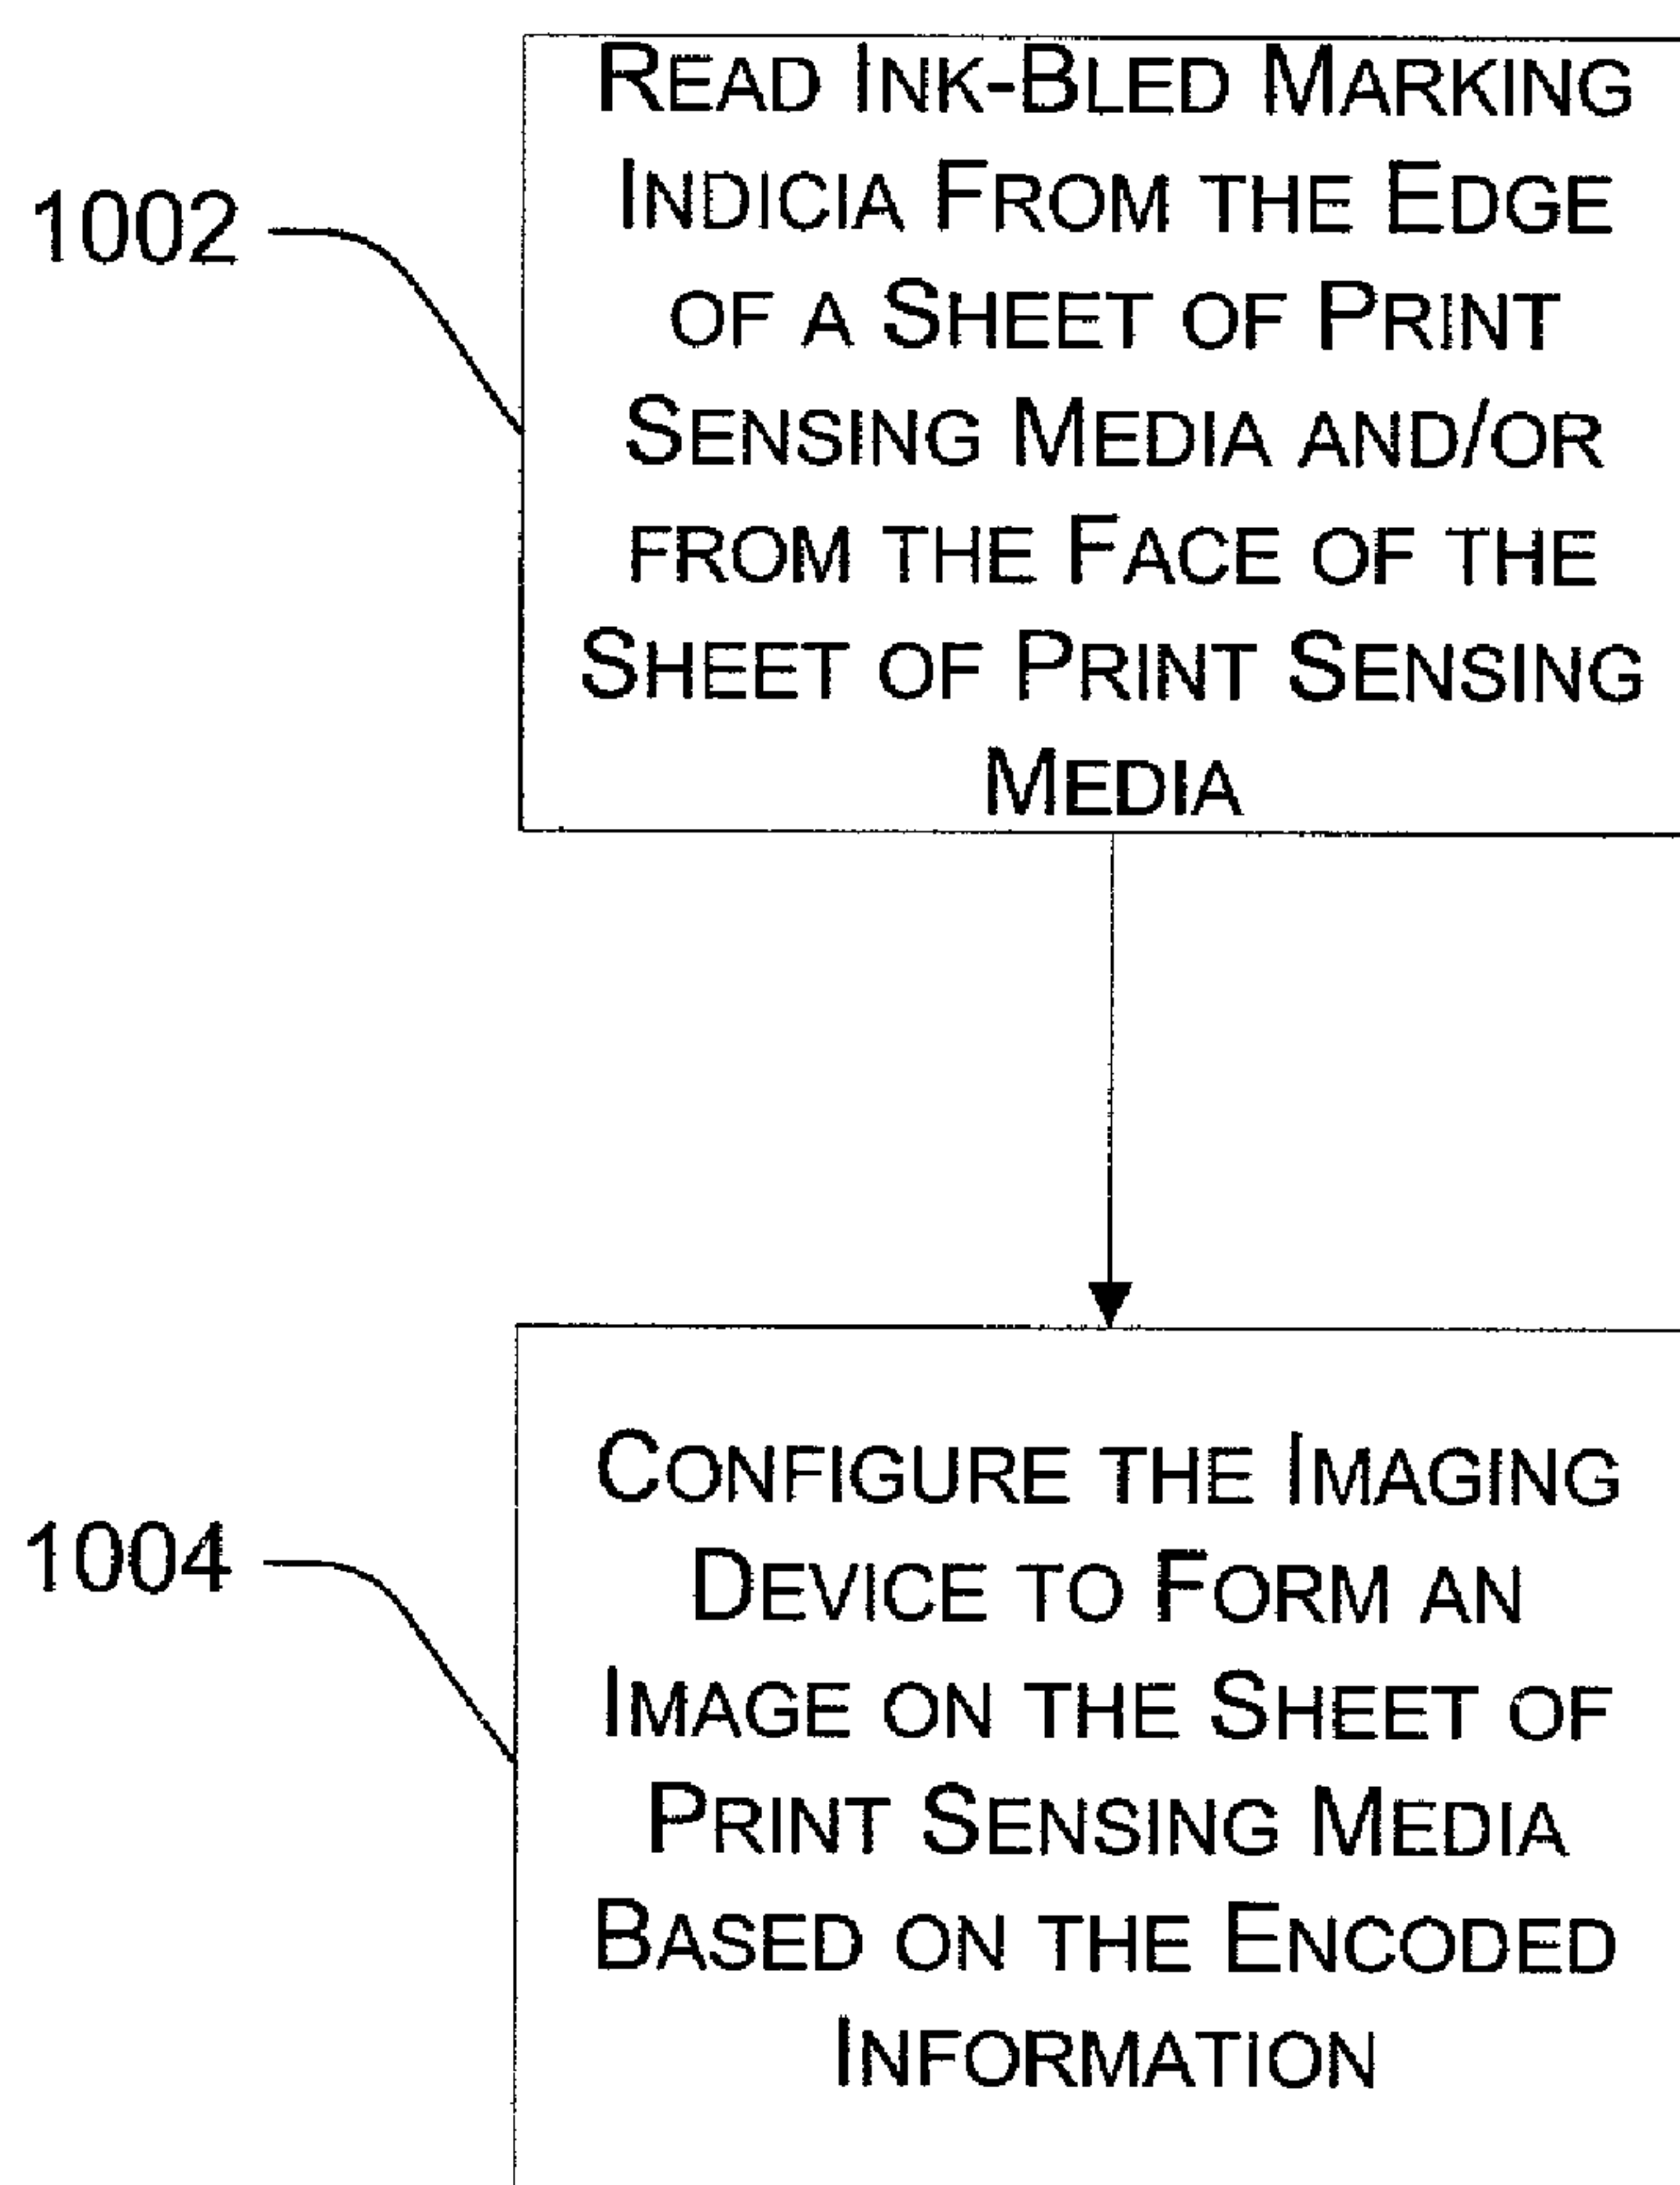 1002
READ INK-BLED MARKING
INDICIA FROM THE EDGE
OF A SHEET OF PRINT
SENSING MEDIA AND/OR
FROM THE FACE OF THE
SHEET OF PRINT SENSING
MEDIA
1004
CONFIGURE THE IMAGING
DEVICE TO FORM AN
IMAGE ON THE SHEET OF
PRINT SENSING MEDIA
BASED ON THE ENCODED
INFORMATION